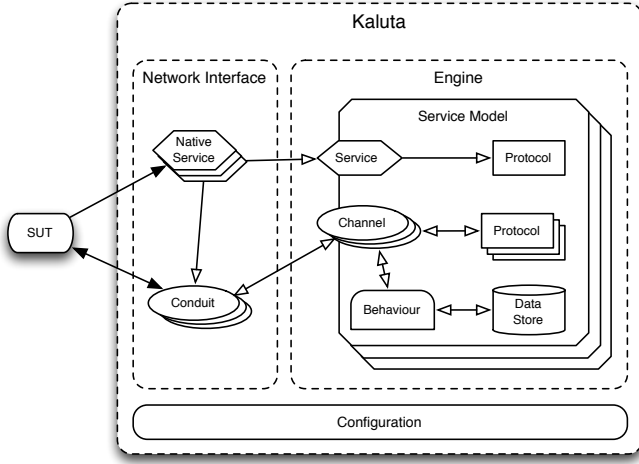 Kaluta
Network Interface
Engine
Service Model
Native
Service
Service
Protocol
SUT
Channel
Protocol
Conduit
Behaviour
Data
Store
Configuration